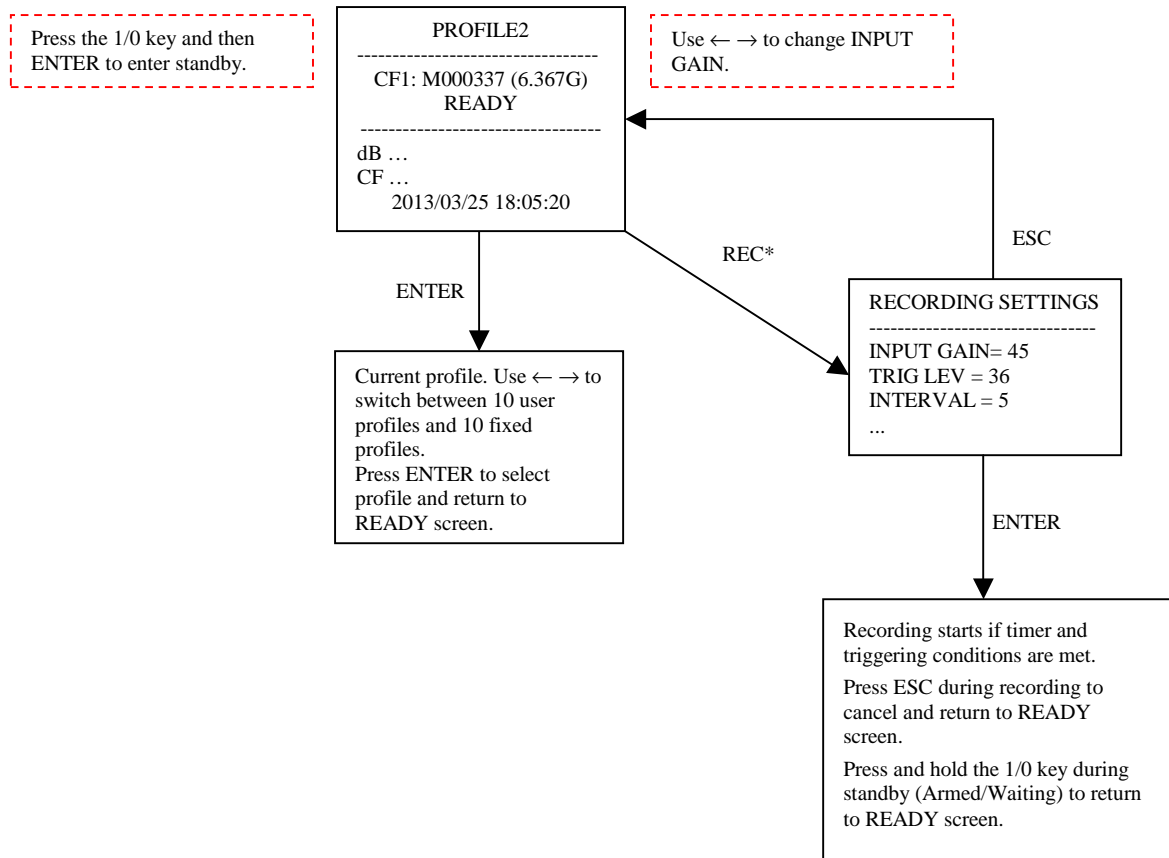 Press the 1/0 key and then
ENTER to enter standby.
PROFILE2
----------------------------------
CF1: M000337 (6.367G)
READY
----------------------------------
dB …
CF …
2013/03/25 18:05:20
Use ← → to change INPUT
GAIN.
ENTER
REC*
ESC
Current profile. Use ← → to
switch between 10 user
profiles and 10 fixed
profiles.
Press ENTER to select
profile and return to
READY screen.
RECORDING SETTINGS
--------------------------------
INPUT GAIN= 45
TRIG LEV = 36
INTERVAL = 5
...
ENTER
Recording starts if timer and
triggering conditions are met.
Press ESC during recording to
cancel and return to READY
screen.
Press and hold the 1/0 key during
standby (Armed/Waiting) to return
to READY screen.